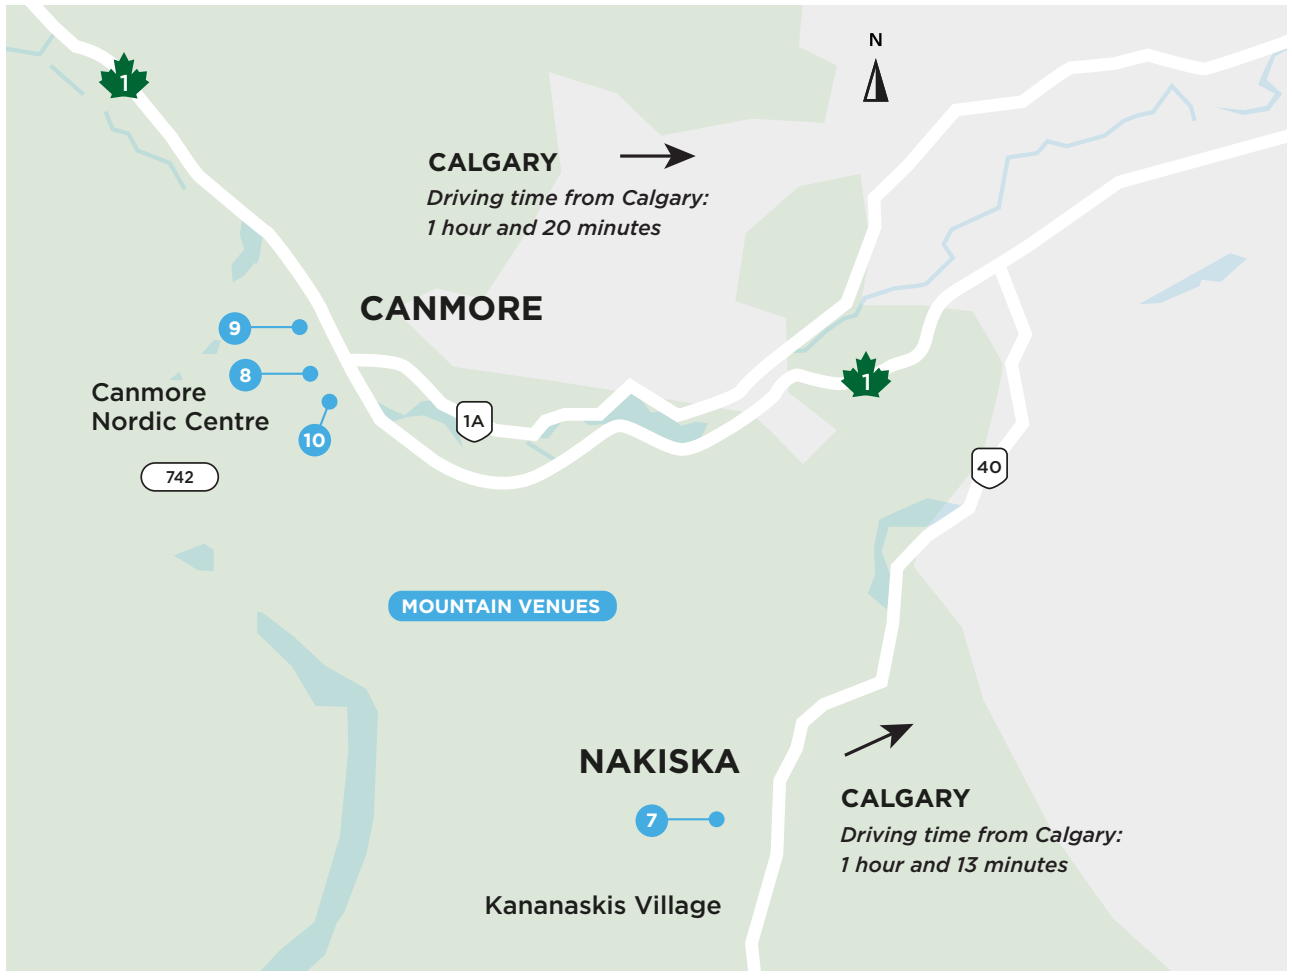 N
1
CALGARY
Driving time from Calgary:
1 hour and 20 minutes
CANMORE
9
8
Canmore
Nordic Centre
10
1A
1
742
40
MOUNTAIN VENUES
NAKISKA
7
CALGARY
Driving time from Calgary:
1 hour and 13 minutes
Kananaskis Village